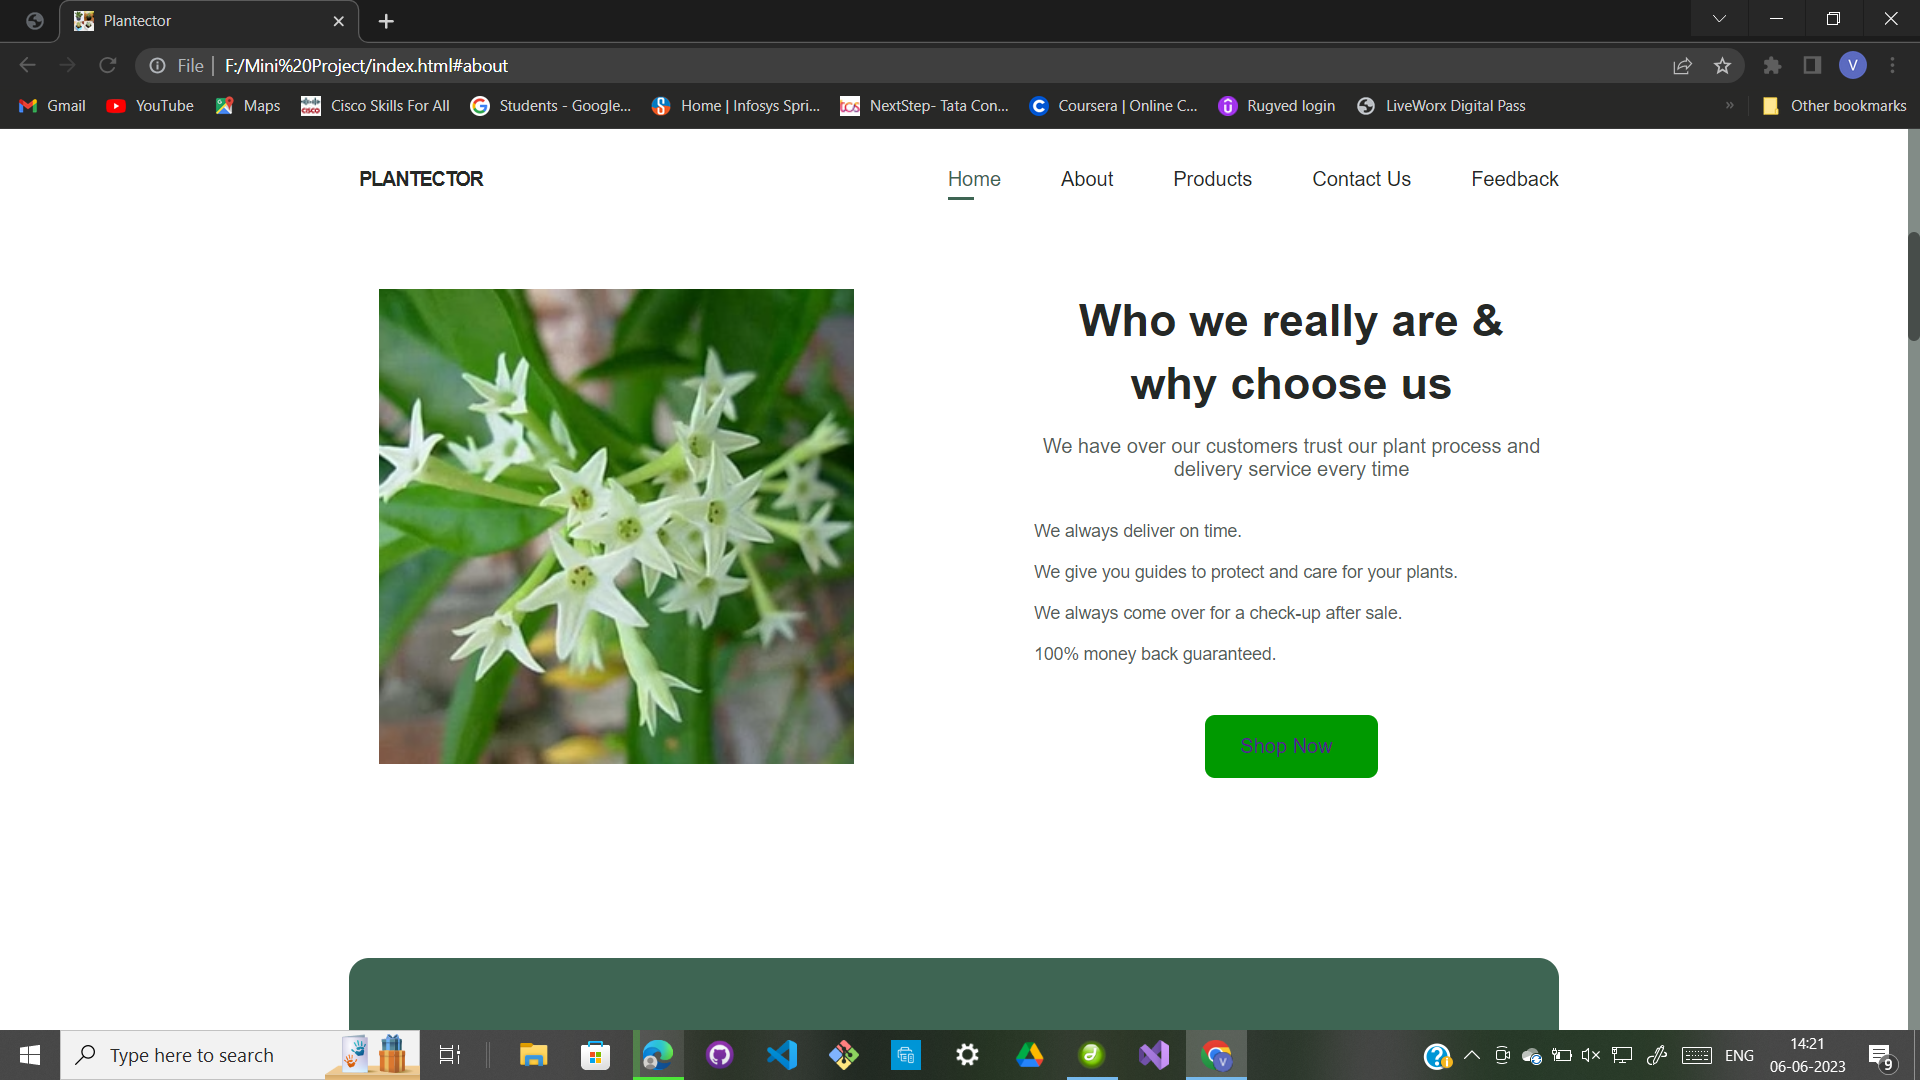 Plantector
File
F:/Mini%20Project/index.html#about
V
Gmail
YouTube
Maps
Cisco Skills For All
Students - Google...
Home | Infosys Spri...
NextStep- Tata Con...
Coursera | Online C...
Rugved login
LiveWorx Digital Pass
»
Other bookmarks
PLANTECTOR
Home
About
Products
Contact Us
Feedback
Who we really are &
why choose us
We have over our customers trust our plant process and
delivery service every time
We always deliver on time.
We give you guides to protect and care for your plants.
We always come over for a check-up after sale.
100% money back guaranteed.
Shop Now
Type here to search
ENG
14:21
06-06-2023
9